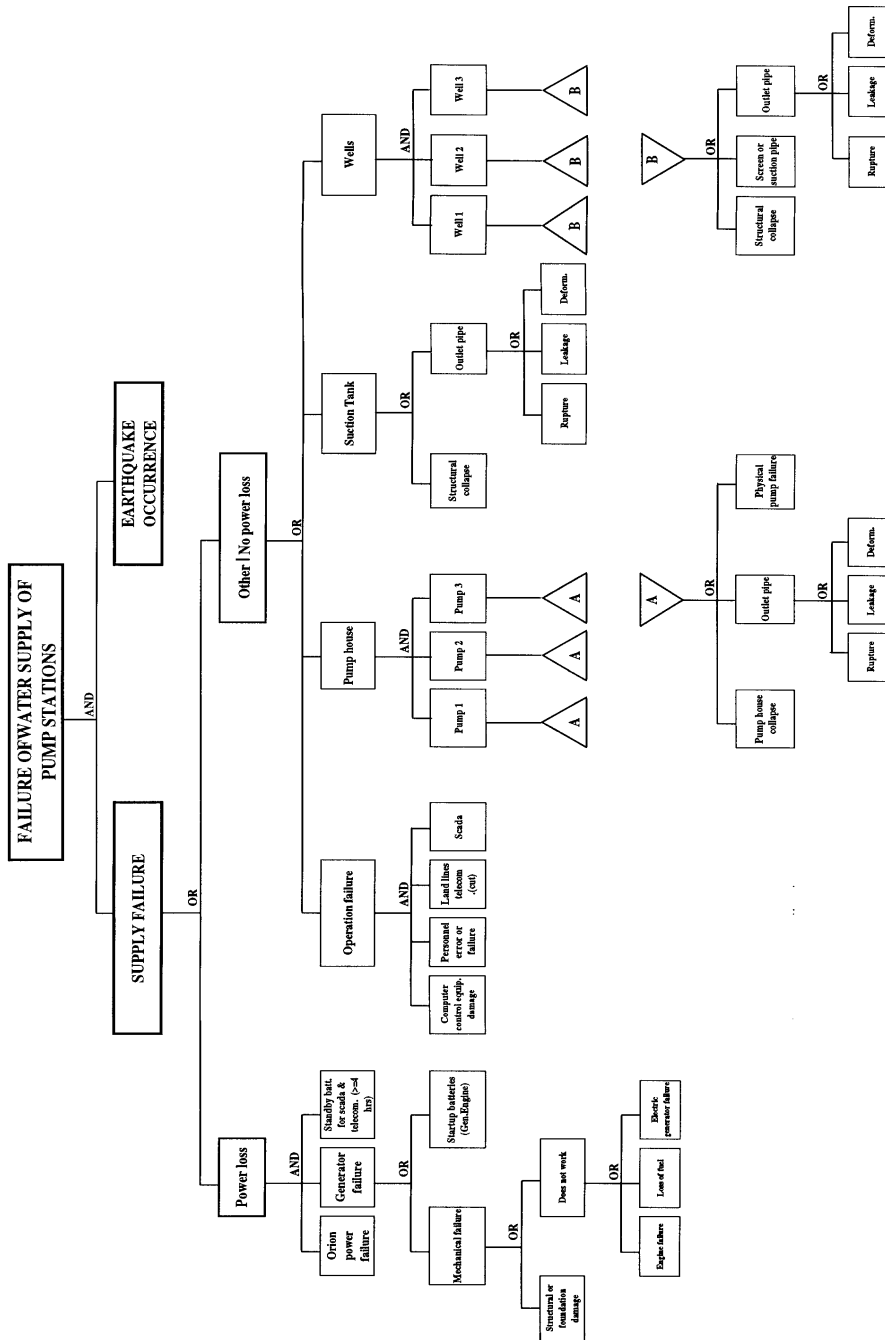 FAILURE OFWATER SUPPLY OF
PUMP STATIONS
AND
SUPPLY FAILURE
EARTHQUAKE
OCCURRENCE
OR
Power loss
Other | No power loss
AND
OR
Orion
power
failure
Generator
failure
Standby batt.
for scada &
telecom. (>=4
hrs)
Operation failure
Pump house
Suction Tank
Wells
OR
AND
AND
OR
AND
Mechanical failure
Startup batteries
(Gen.Engine)
Computer
control equip.
damage
Personnel
error or
failure
Land lines
telecom
.(cut)
Scada
Pump 1
Pump 2
Pump 3
Structural
collapse
Outlet pipe
Well 1
Well 2
Well 3
OR
OR
A
A
A
B
B
B
Structural or
foundation
damage
Does not work
Rupture
Leakage
Deform.
OR
Engine failure
Loss of fuel
Electric
generator failure
A
OR
Pump house
collapse
Outlet pipe
Physical
pump failure
OR
Rupture
Leakage
Deform.
B
OR
Structural
collapse
Screen or
suction pipe
Outlet pipe
OR
Rupture
Leakage
Deform.